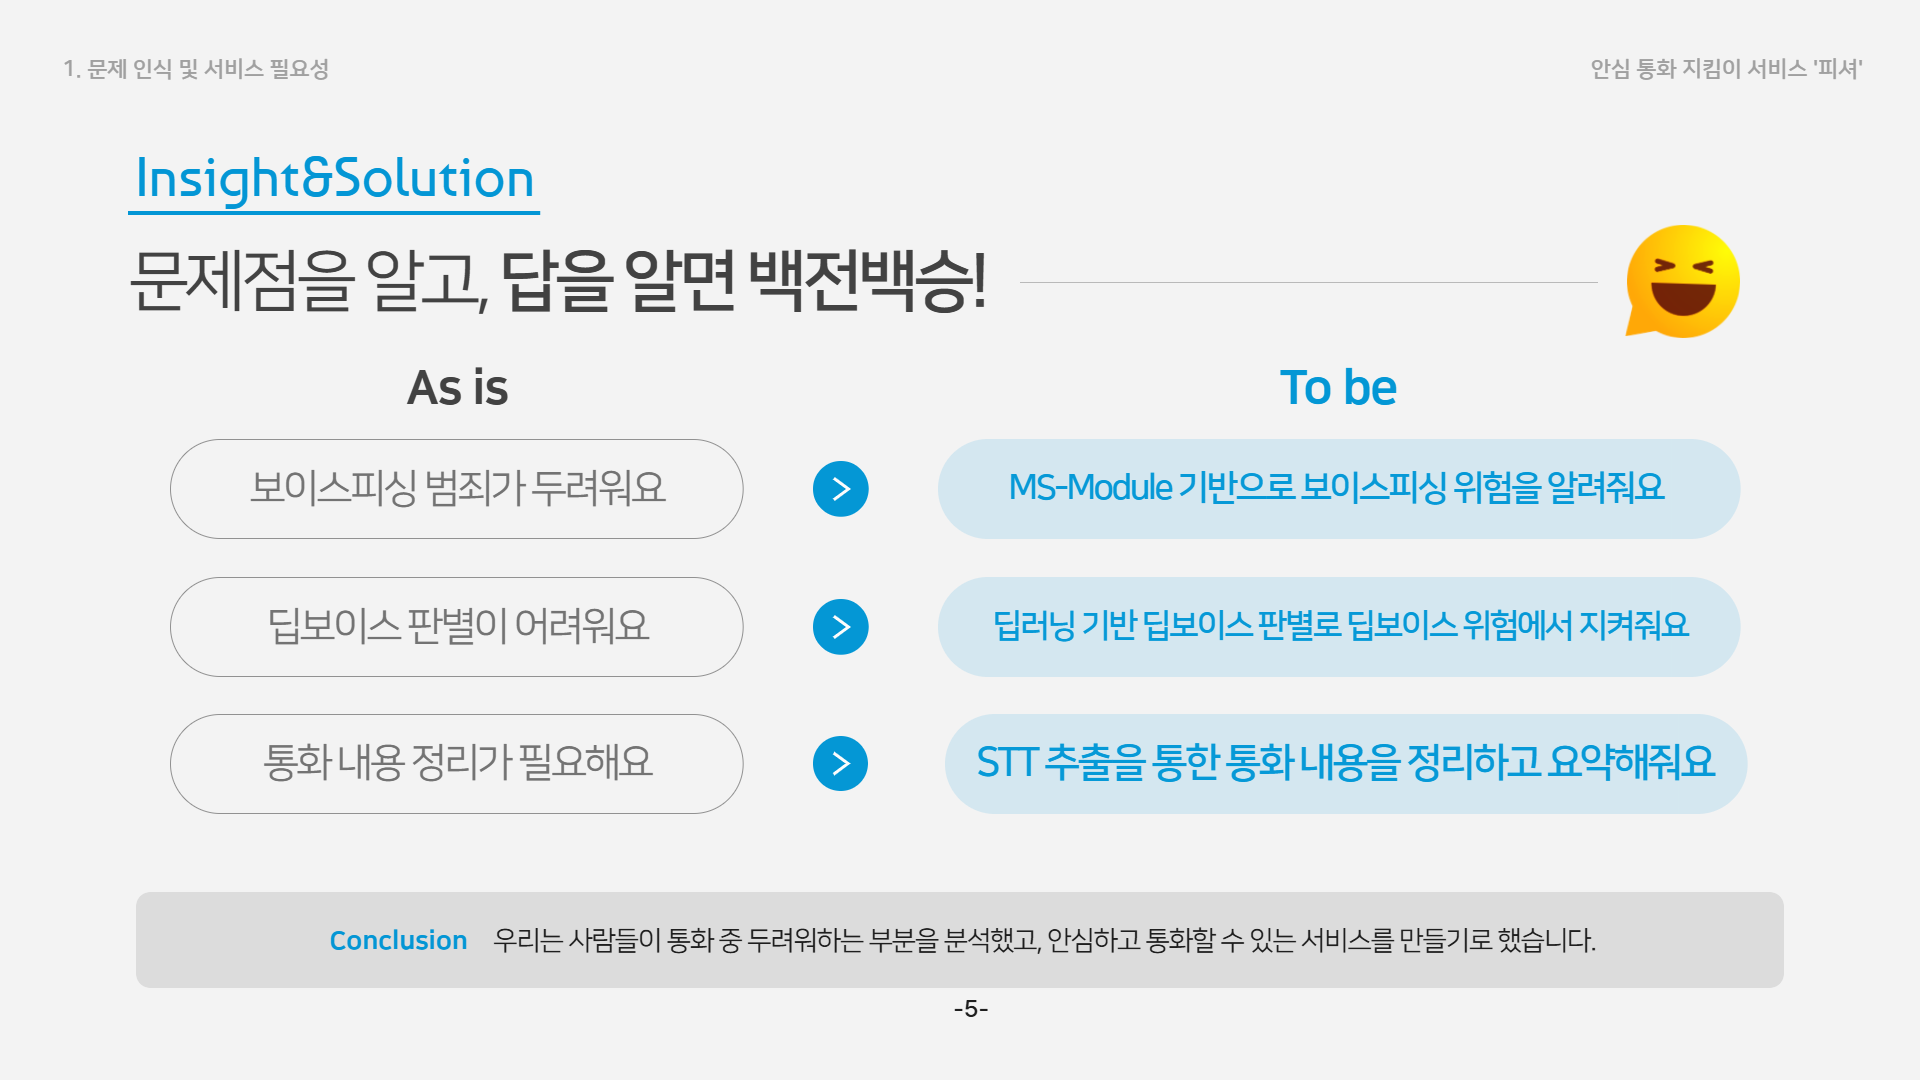 1. 문제 인식 및 서비스 필요성
안심 통화 지킴이 서비스 '피셔'
Insight&Solution
문제점을 알고, 답을 알면 백전백승!
As is
To be
보이스피싱 범죄가 두려워요
MS-Module 기반으로 보이스피싱 위험을 알려줘요
딥보이스 판별이 어려워요
딥러닝 기반 딥보이스 판별로 딥보이스 위험에서 지켜줘요
통화 내용 정리가 필요해요
STT 추출을 통한 통화 내용을 정리하고 요약해줘요
Conclusion 우리는 사람들이 통화 중 두려워하는 부분을 분석했고, 안심하고 통화할 수 있는 서비스를 만들기로 했습니다.
-5-